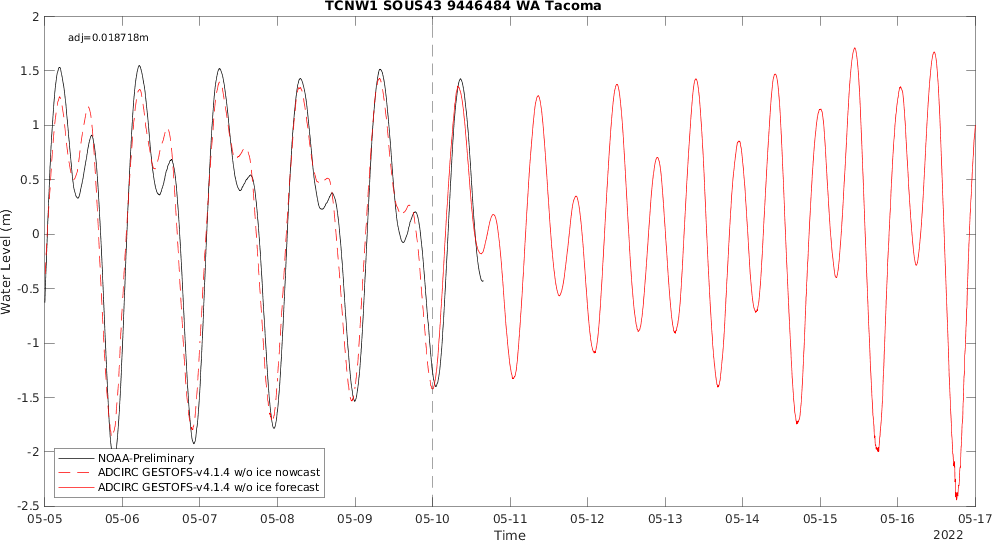 TCNW1 SOUS43 9446484 WA Tacoma
adj=0.018718m
2
1.5
1
0.5
0
-0.5
-1
-1.5
-2
-2.5
Water Level (m)
NOAA-Preliminary
ADCIRC GESTOFS-v4.1.4 w/o ice nowcast
ADCIRC GESTOFS-v4.1.4 w/o ice forecast
05-05 05-06 05-07 05-08 05-09 05-10 05-11 05-12 05-13 05-14 05-15 05-16 05-17
Time
2022